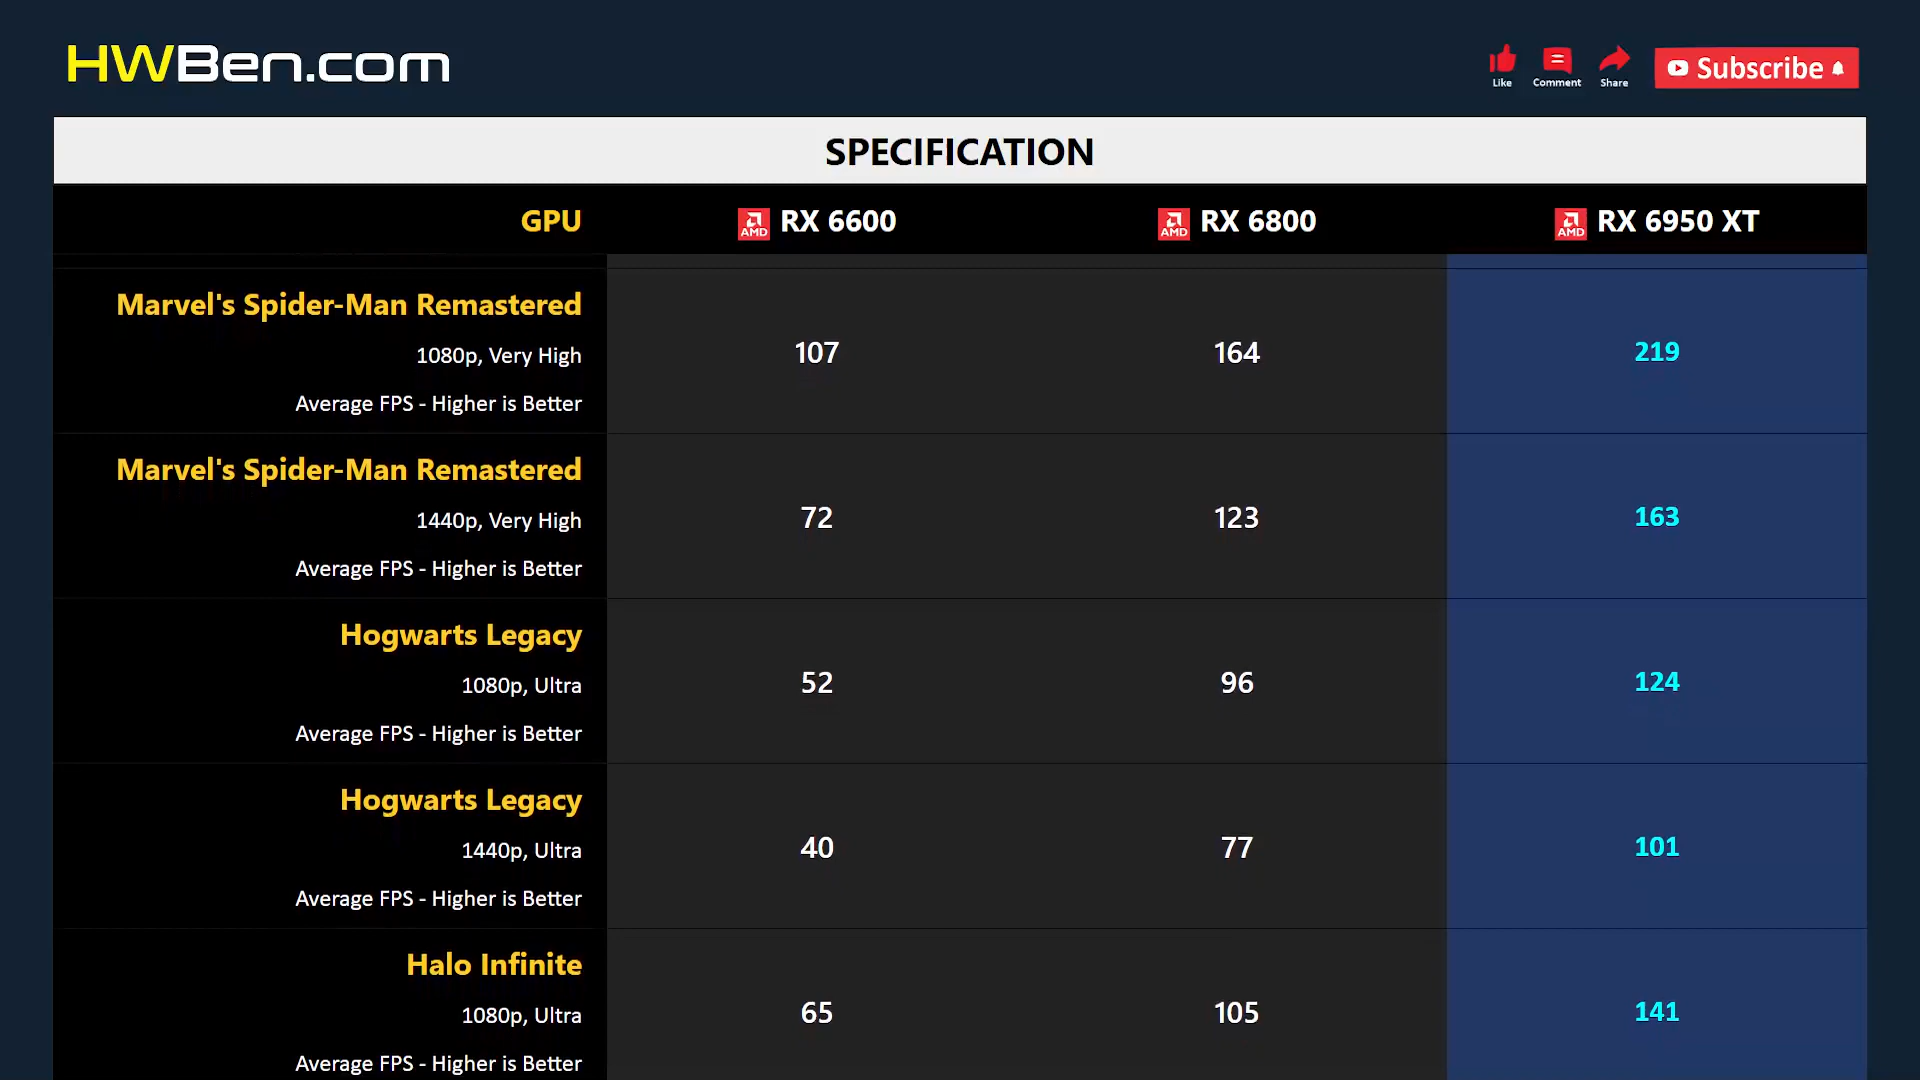 HWBen.com
Like Comment Share Subscribe
SPECIFICATION
GPU AMD RX 6600 AMD RX 6800 AMD RX 6950 XT
Marvel's Spider-Man Remastered
1080p, Very High 107 164 219
Average FPS - Higher is Better
Marvel's Spider-Man Remastered
1440p, Very High 72 123 163
Average FPS - Higher is Better
Hogwarts Legacy
1080p, Ultra 52 96 124
Average FPS - Higher is Better
Hogwarts Legacy
1440p, Ultra 40 77 101
Average FPS - Higher is Better
Halo Infinite
1080p, Ultra 65 105 141
Average FPS - Higher is Better